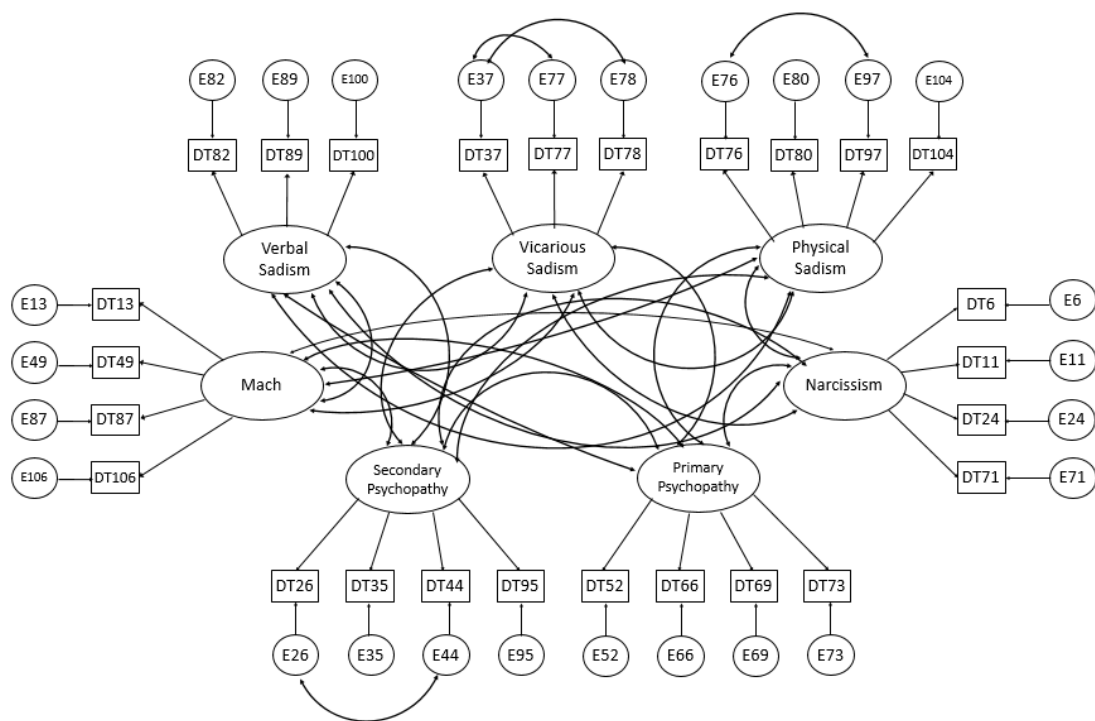 E82
E89
E100
E37
E77
E78
E76
E80
E97
E104
DT82
DT89
DT100
DT37
DT77
DT78
DT76
DT80
DT97
DT104
Verbal
Sadism
Vicarious
Sadism
Physical
Sadism
E13
DT13
DT6
E6
E49
DT49
Mach
Narcissism
DT11
E11
E87
DT87
DT24
E24
E106
DT106
Secondary
Psychopathy
Primary
Psychopathy
DT71
E71
DT26
DT35
DT44
DT95
DT52
DT66
DT69
DT73
E26
E35
E44
E95
E52
E66
E69
E73